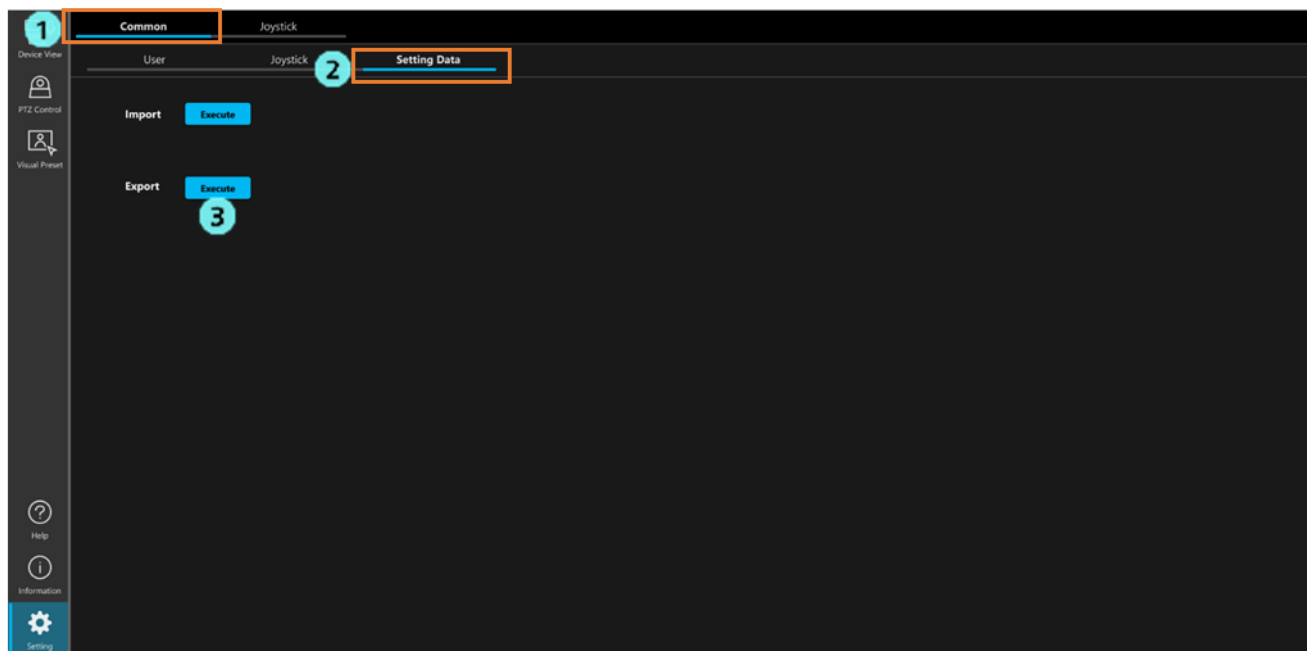 1
Common
Joystick
Device View
User
Joystick
2
Setting Data
PTZ Control
Import
Execute
Visual Preset
Export
Execute
3
Help
Information
Setting